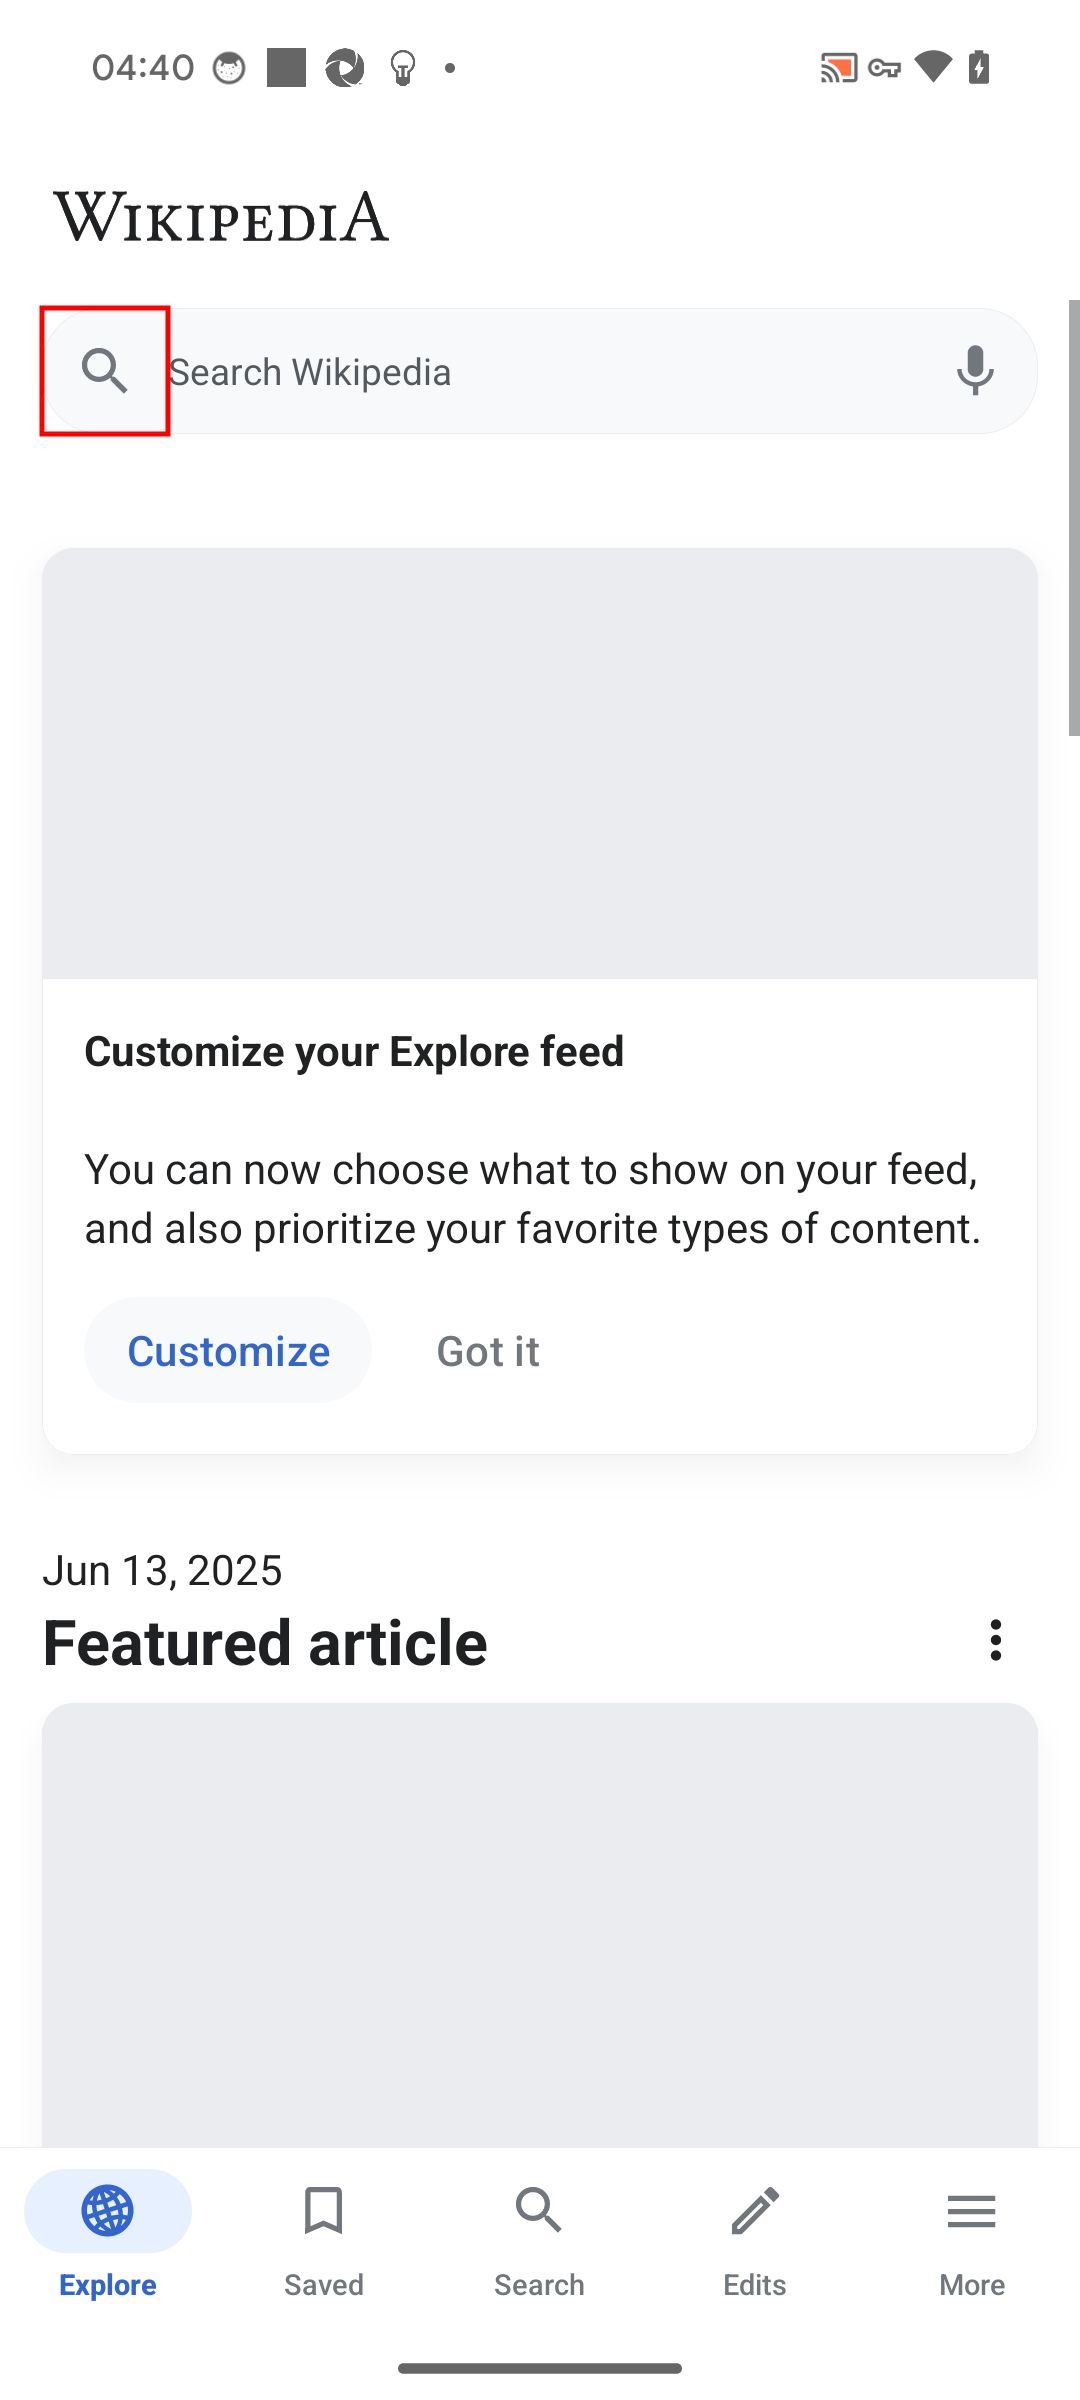 04:40
WIKIPEDIA
Search Wikipedia
Customize your Explore feed
You can now choose what to show on your feed,
and also prioritize your favorite types of content.
Customize Got it
Jun 13, 2025
Featured article
Explore Saved Search Edits More